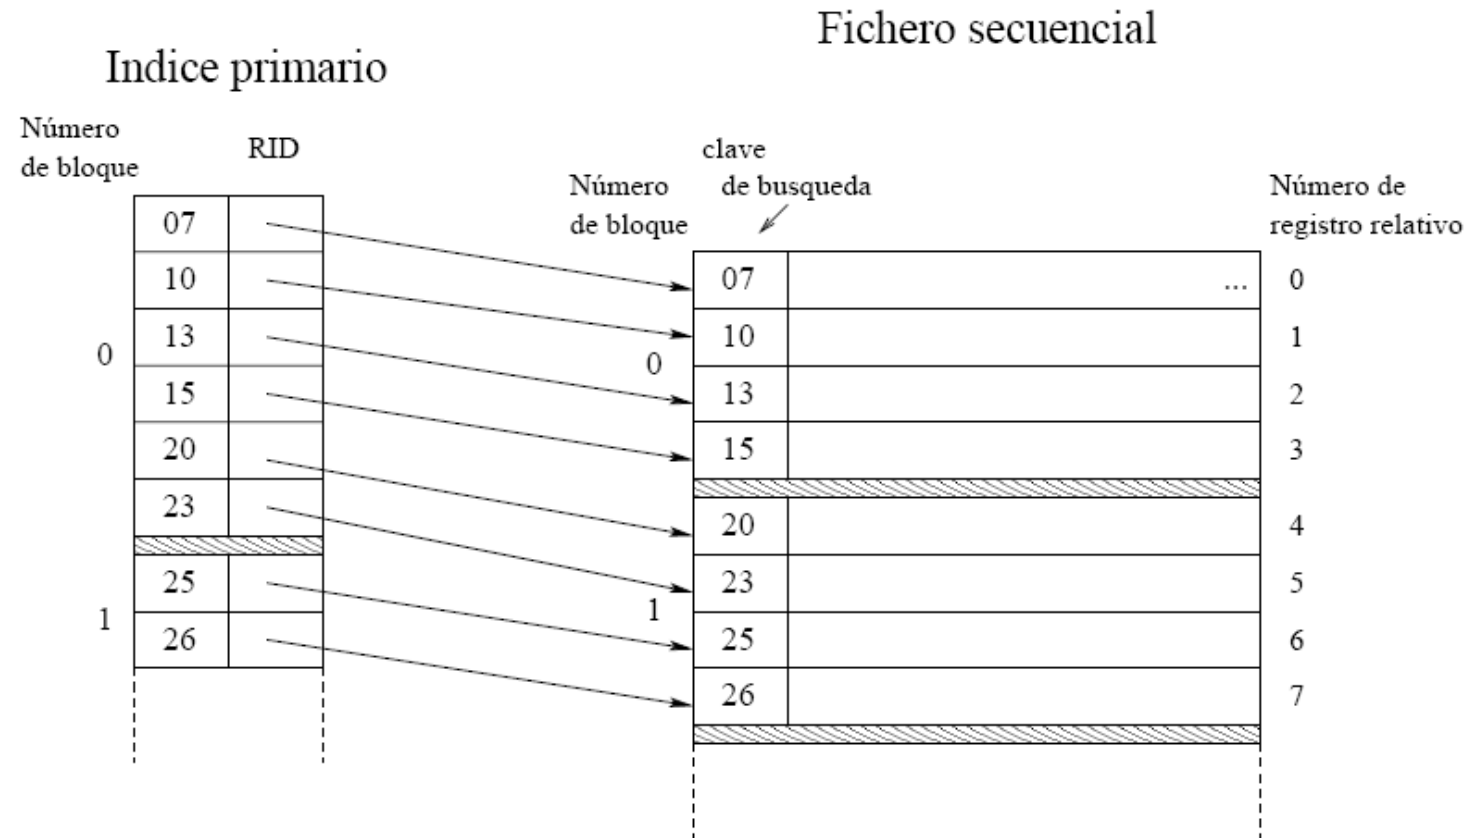 Fichero secuencial
Indice primario
Número
de bloque
RID
clave
de busqueda
Número
de bloque
Número de
registro relativo
07
10
13
15
20
23
25
26
0
1
07 ... 0
10 1
13 2
15 3
20 4
23 5
25 6
26 7
0
1